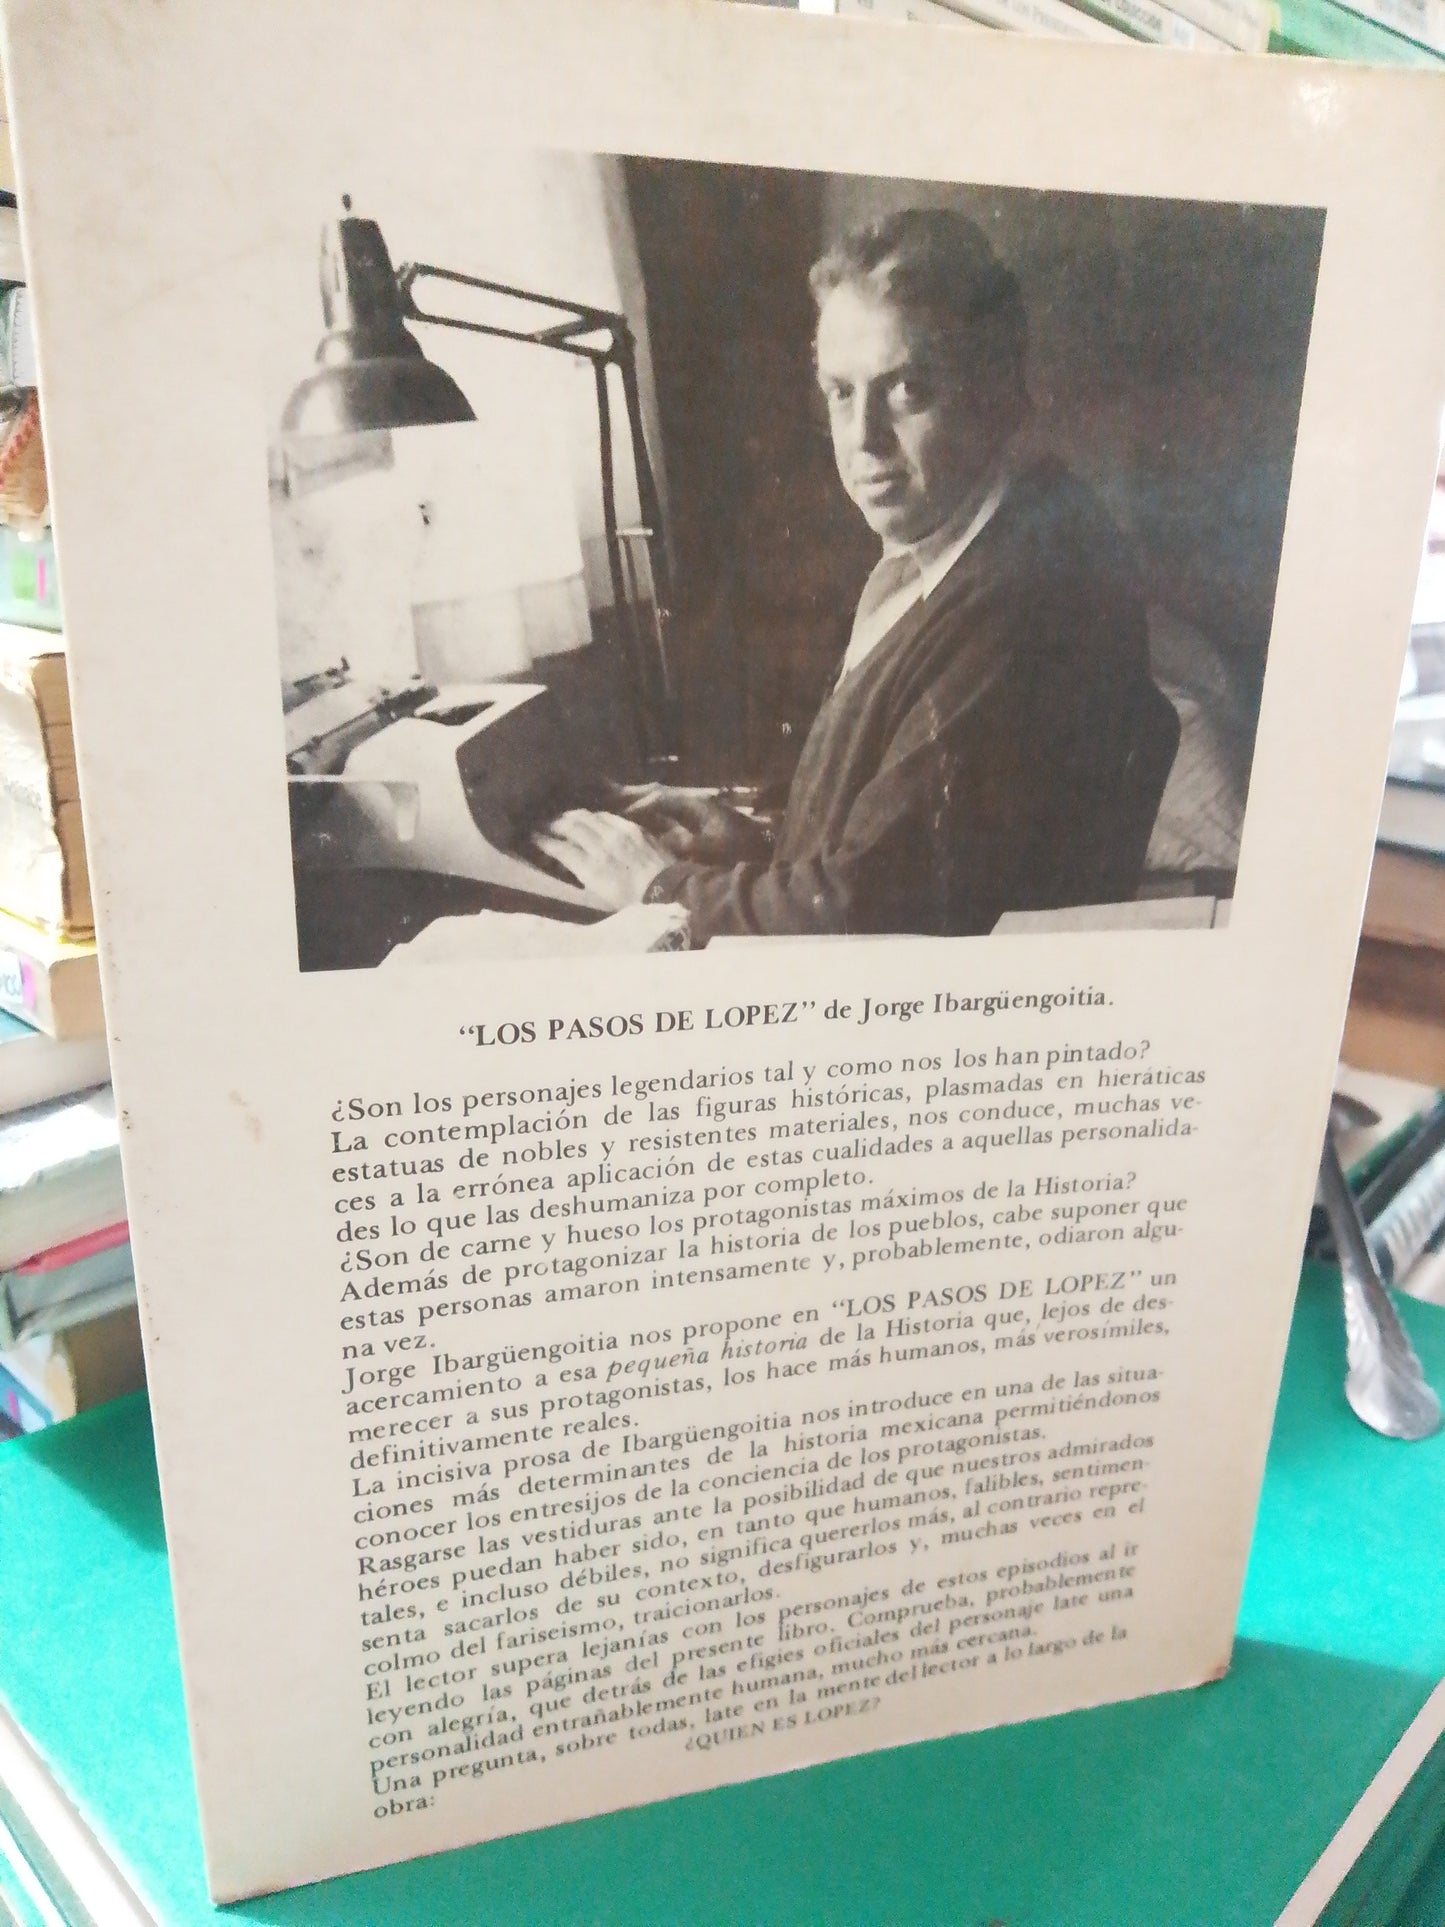 “LOS PASOS DE LOPEZ” de Jorge Ibargüengoitia.
¿Son los personajes legendarios tal y como nos los han pintado?
La contemplación de las figuras históricas, plasmadas en hieráticas
estatuas de nobles y resistentes materiales, nos conduce, muchas ve-
ces a la errónea aplicación de estas cualidades a aquellas personalida-
des lo que las deshumaniza por completo.
¿Son de carne y hueso los protagonistas máximos de la Historia?
Además de protagonizar la historia de los pueblos, cabe suponer que
estas personas amaron intensamente y, probablemente, odiaron algu-
na vez.
Jorge Ibargüengoitia nos propone en “LOS PASOS DE LOPEZ” un
acercamiento a esa pequeña historia de la Historia que, lejos de des-
merecer a sus protagonistas, los hace más humanos, más verosímiles,
definitivamente reales.
La incisiva prosa de Ibargüengoitia nos introduce en una de las situa-
ciones más determinantes de la historia mexicana permitiéndonos
conocer los entresijos de la conciencia de los protagonistas.
Rasgarse las vestiduras ante la posibilidad de que nuestros admirados
héroes puedan haber sido, en tanto que humanos, falibles, sentimen-
tales, e incluso débiles, no significa quererlos más, al contrario repre-
senta sacarlos de su contexto, desfigurarlos y, muchas veces en el
colmo del fariseismo, traicionarlos.
El lector supera lejanías con los personajes de estos episodios al ir
leyendo las páginas del presente libro. Comprueba, probablemente
con alegría, que detrás de las efigies oficiales del personaje late una
personalidad entrañablemente humana, mucho más cercana.
Una pregunta, sobre todas, late en la mente del lector a lo largo de la
obra:
¿QUIEN ES LOPEZ?